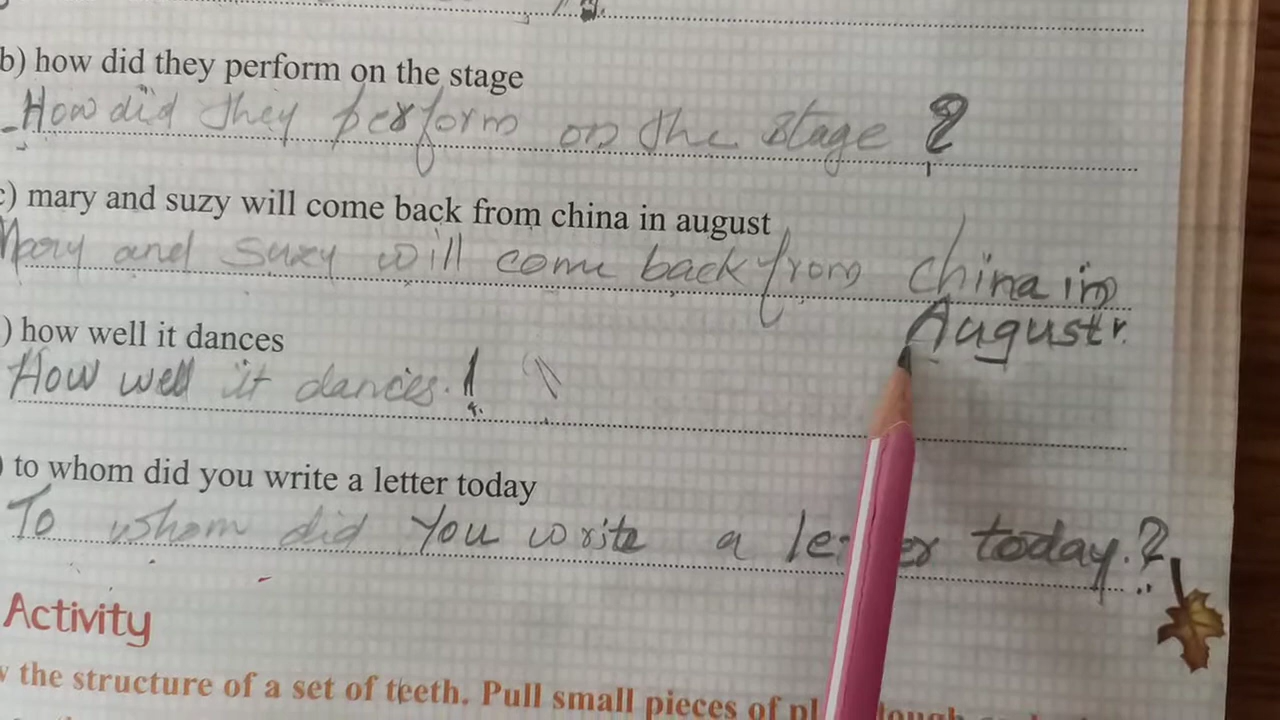 b) how did they perform on the stage
How did they perform on the stage ?
c) mary and suzy will come back from china in august
Mary and Suzy will come back from china in
August.
) how well it dances
How well it dances. !
) to whom did you write a letter today
To whom did you write a letter today. ?
Activity
the structure of a set of teeth. Pull small pieces of